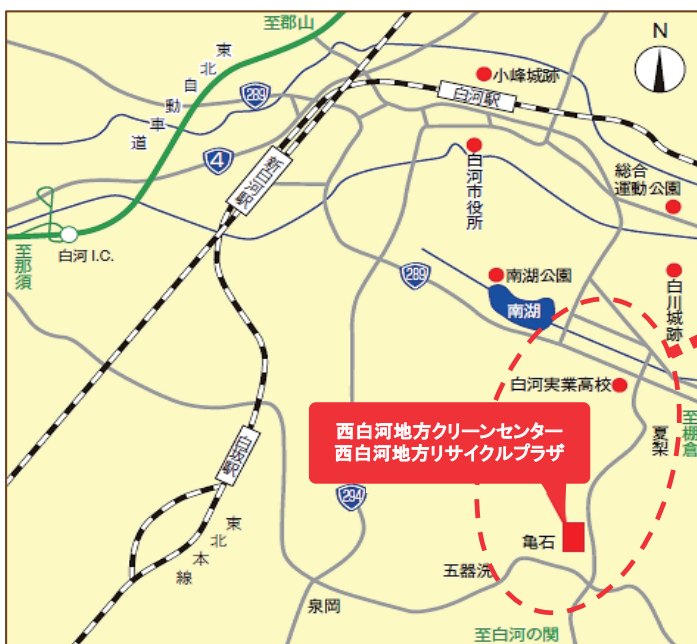 至郡山
N
東北自動車道
289
小峰城跡
白河駅
4
新白河駅
白河市役所
総合
運動公園
至那須
白河 I.C.
289
南湖公園
南湖
白川城跡
白河実業高校
至棚倉
夏梨
西白河地方クリーンセンター
西白河地方リサイクルプラザ
白坂駅
294
東北本線
亀石
五器洗
泉岡
至白河の関